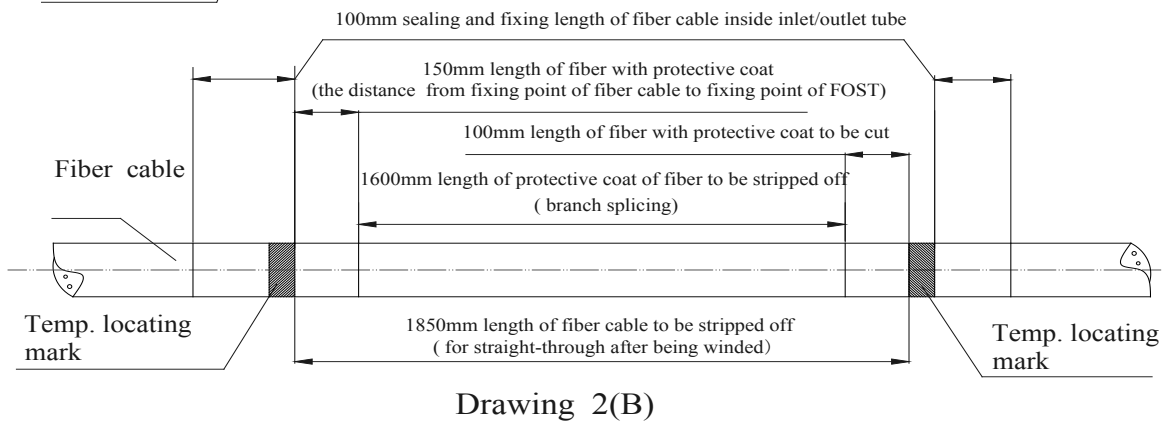 100mm sealing and fixing length of fiber cable inside inlet/outlet tube
150mm length of fiber with protective coat
(the distance from fixing point of fiber cable to fixing point of FOST)
100mm length of fiber with protective coat to be cut
Fiber cable
1600mm length of protective coat of fiber to be stripped off
( branch splicing)
Temp. locating
mark
1850mm length of fiber cable to be stripped off
( for straight-through after being winded)
Temp. locating
mark
Drawing 2(B)